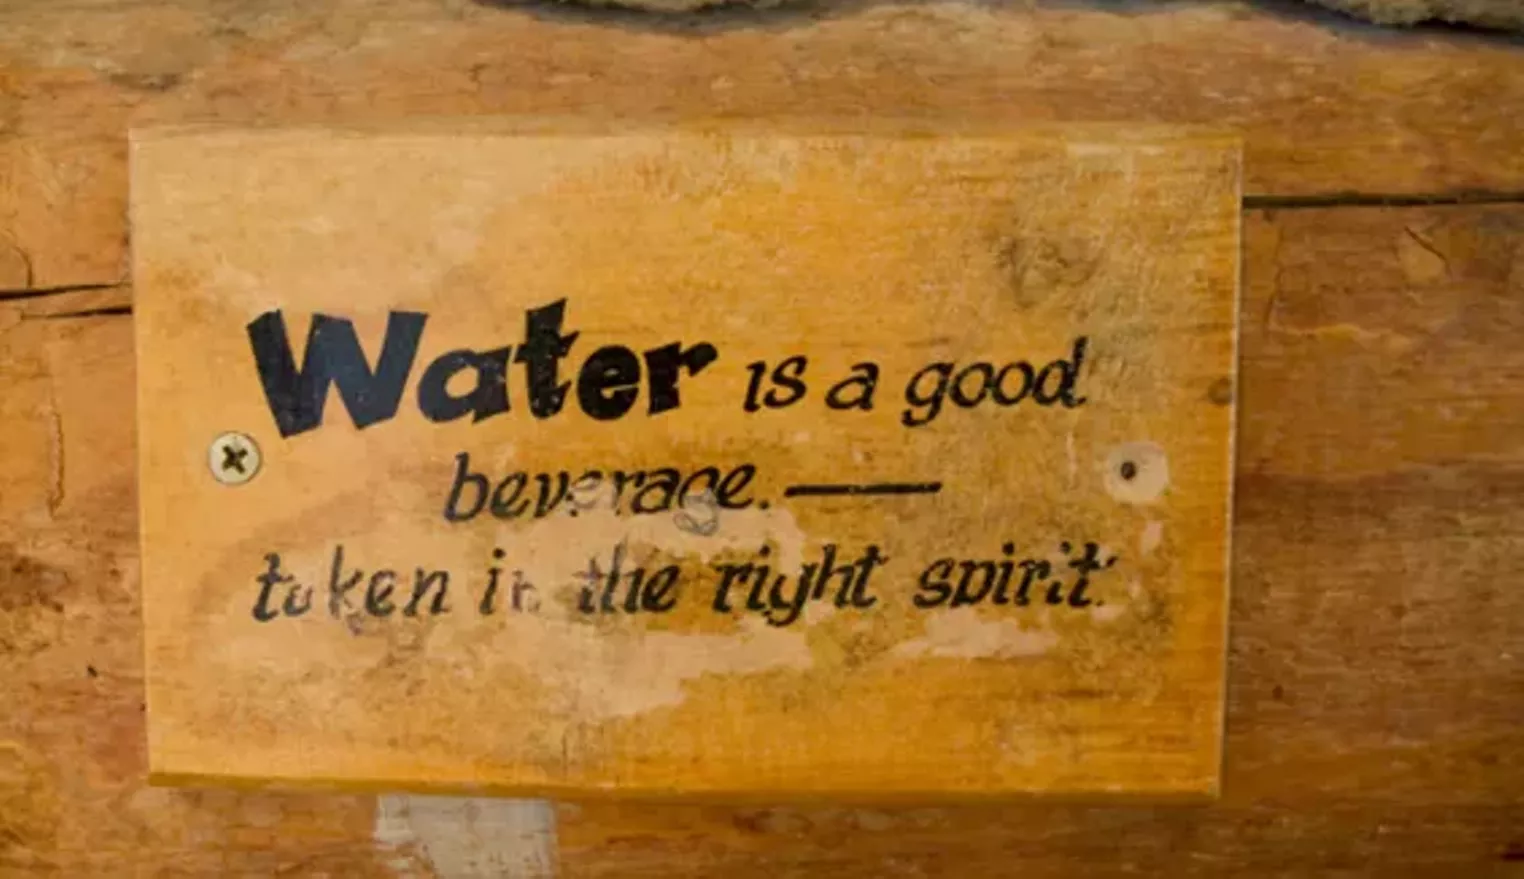 Water is a good
beverage. —
taken in the right spirit.